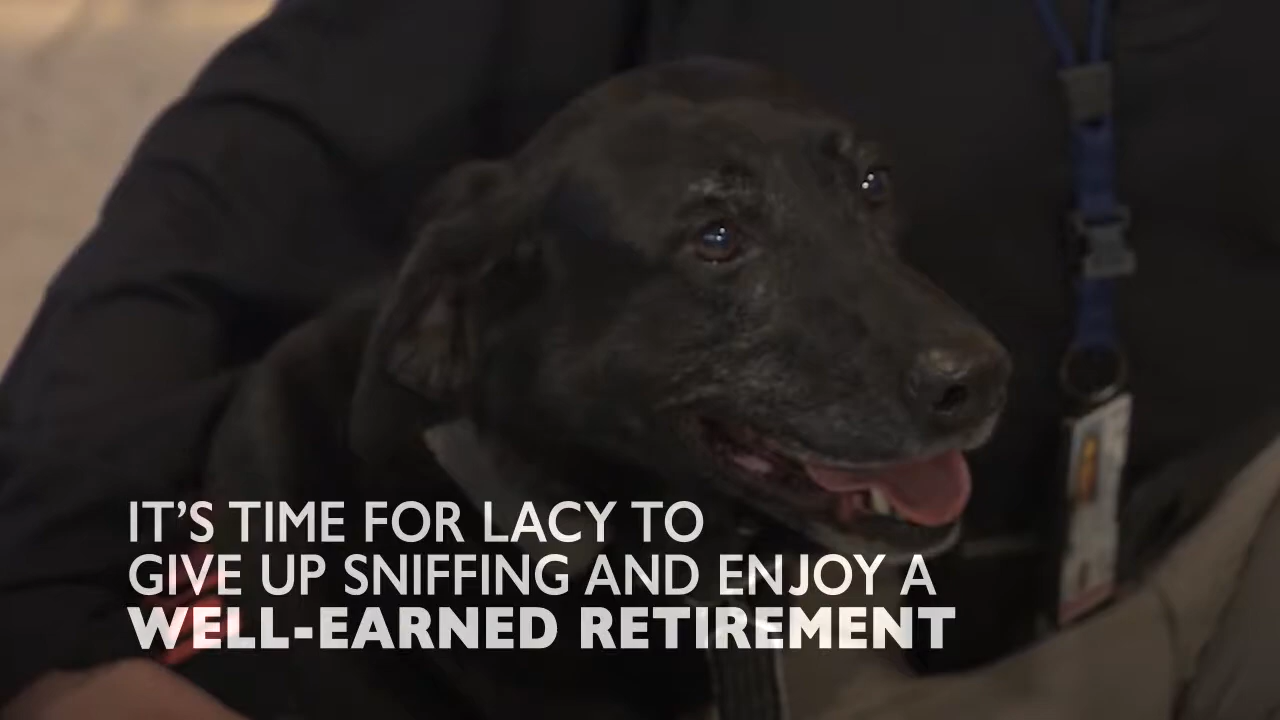 IT'S TIME FOR LACY TO
GIVE UP SNIFFING AND ENJOY A
WELL-EARNED RETIREMENT